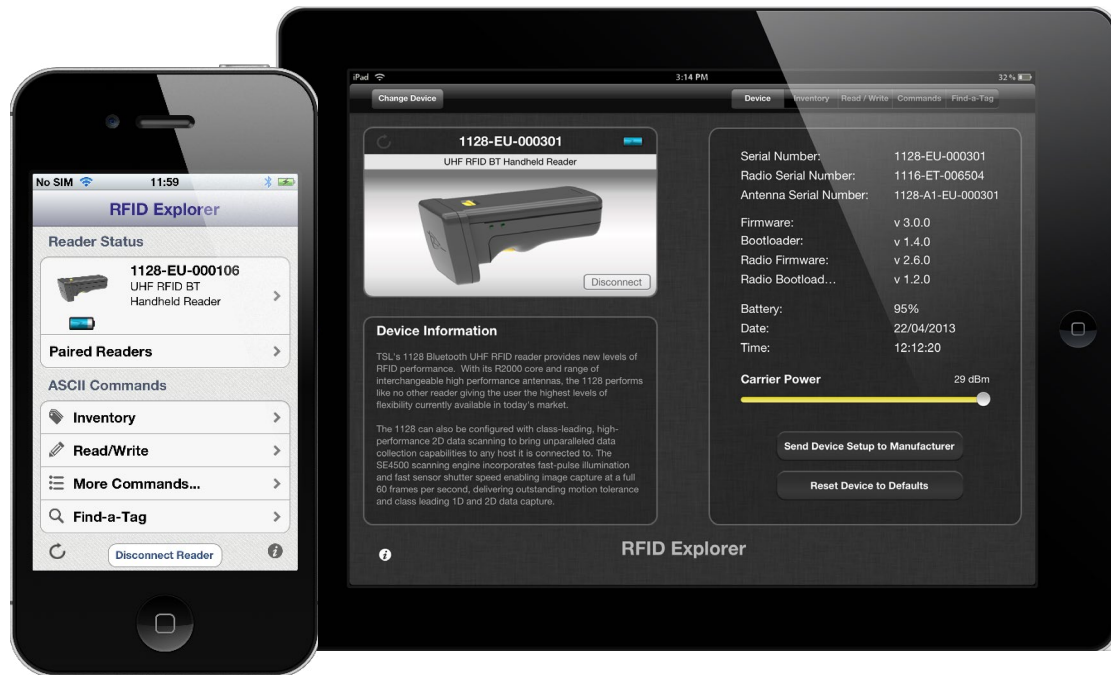 No SIM 11:59
RFID Explorer
Reader Status
1128-EU-000106
UHF RFID BT
Handheld Reader
Paired Readers
ASCII Commands
Inventory
Read/Write
More Commands...
Find-a-Tag
Disconnect Reader
iPad 3:14 PM 32 %
Change Device
Device Inventory Read / Write Commands Find-a-Tag
1128-EU-000301
UHF RFID BT Handheld Reader
Disconnect
Device Information
TSL's 1128 Bluetooth UHF RFID reader provides new levels of
RFID performance. With its R2000 core and range of
interchangeable high performance antennas, the 1128 performs
like no other reader giving the user the highest levels of
flexibility currently available in today's market.
The 1128 can also be configured with class-leading, high-
performance 2D data scanning to bring unparalleled data
collection capabilities to any host it is connected to. The
SE4500 scanning engine incorporates fast-pulse illumination
and fast sensor shutter speed enabling image capture at a full
60 frames per second, delivering outstanding motion tolerance
and class leading 1D and 2D data capture.
Serial Number: 1128-EU-000301
Radio Serial Number: 1116-ET-006504
Antenna Serial Number: 1128-A1-EU-000301
Firmware: v 3.0.0
Bootloader: v 1.4.0
Radio Firmware: v 2.6.0
Radio Bootload... v 1.2.0
Battery: 95%
Date: 22/04/2013
Time: 12:12:20
Carrier Power 29 dBm
Send Device Setup to Manufacturer
Reset Device to Defaults
RFID Explorer